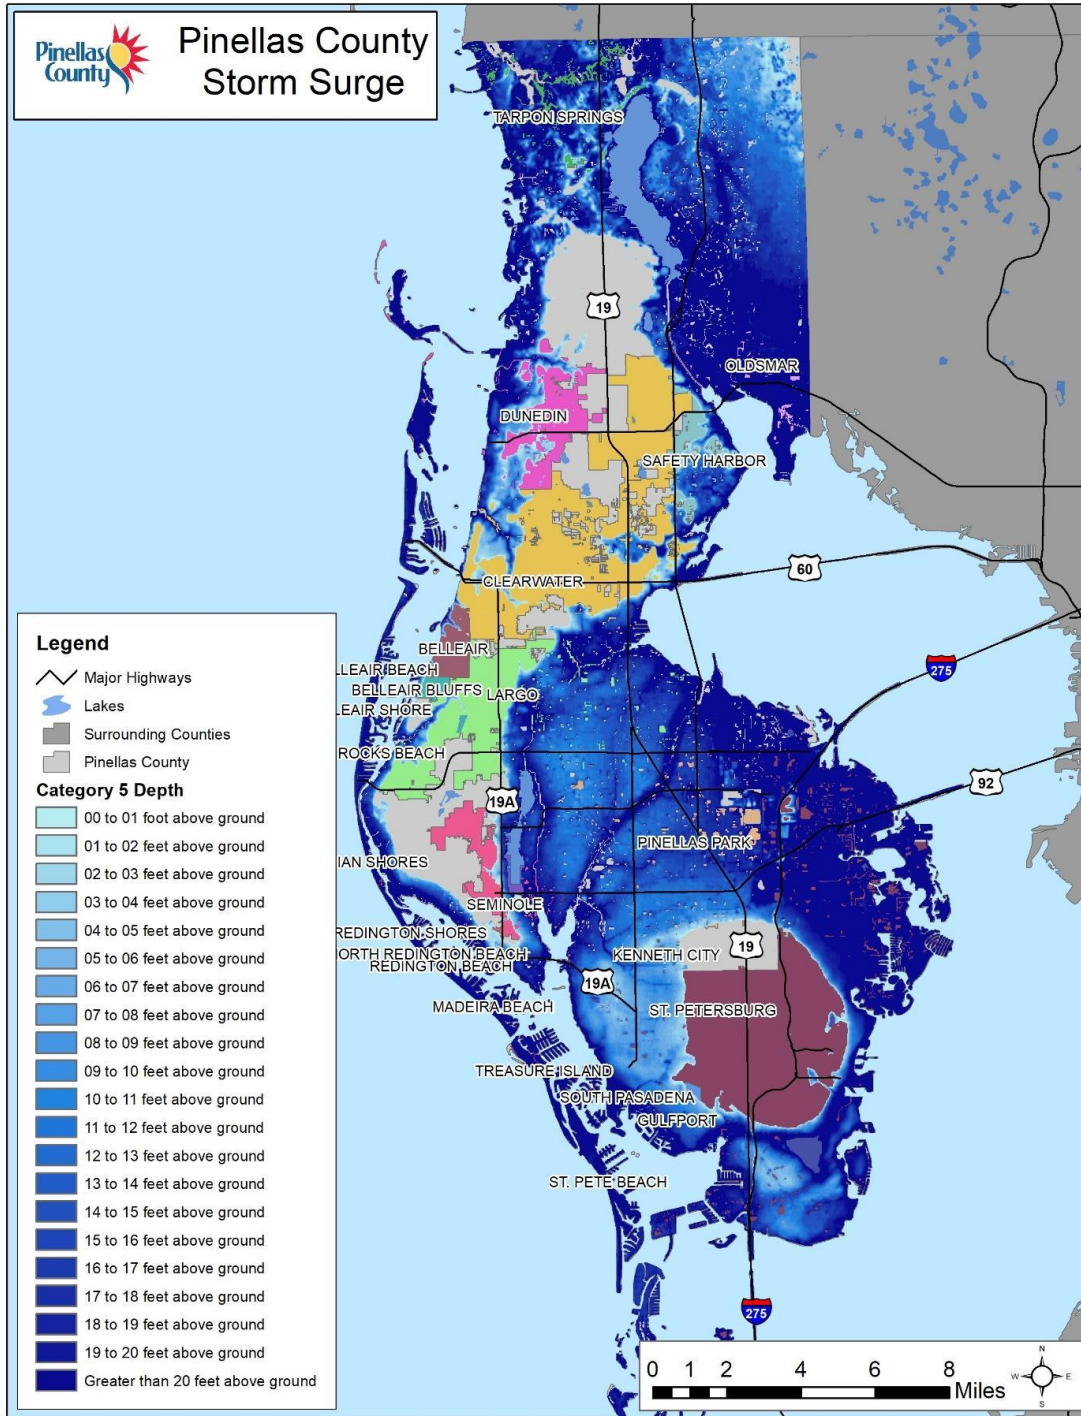 Pinellas
County
Pinellas County
Storm Surge
TARPON SPRINGS
19
OLDSMAR
DUNEDIN
SAFETY HARBOR
60
CLEARWATER
BELLEAIR
LLEAIR BEACH
BELLEAIR BLUFFS
LARGO
LEAIR SHORE
275
ROCKS BEACH
92
19A
PINELLAS PARK
IAN SHORES
SEMINOLE
REDINGTON SHORES
ORTH REDINGTON BEACH
REDINGTON BEACH
19
KENNETH CITY
19A
MADEIRA BEACH
ST. PETERSBURG
TREASURE ISLAND
SOUTH PASADENA
GULFPORT
ST. PETE BEACH
275
Legend
Major Highways
Lakes
Surrounding Counties
Pinellas County
Category 5 Depth
00 to 01 foot above ground
01 to 02 feet above ground
02 to 03 feet above ground
03 to 04 feet above ground
04 to 05 feet above ground
05 to 06 feet above ground
06 to 07 feet above ground
07 to 08 feet above ground
08 to 09 feet above ground
09 to 10 feet above ground
10 to 11 feet above ground
11 to 12 feet above ground
12 to 13 feet above ground
13 to 14 feet above ground
14 to 15 feet above ground
15 to 16 feet above ground
16 to 17 feet above ground
17 to 18 feet above ground
18 to 19 feet above ground
19 to 20 feet above ground
Greater than 20 feet above ground
0 1 2 4 6 8
Miles
N
W E
S